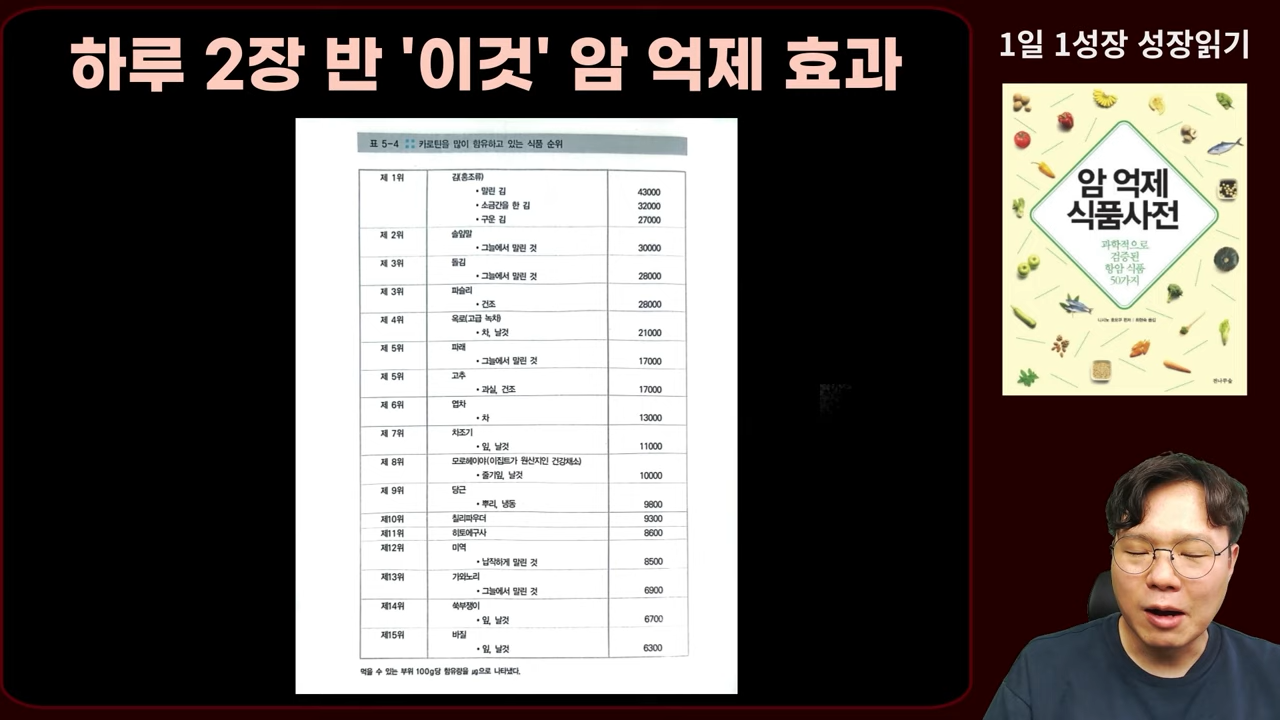 하루 2장 반 '이것' 암 억제 효과
1일 1성장 성장읽기
암 억제
식품사전
과학적으로
검증된
항암 식품
50가지
전나무숲
표 5-4 카로틴을 많이 함유하고 있는 식품 순위
제 1위 김(홍조류)
• 말린 김 43000
• 소금간을 한 김 32000
• 구운 김 27000
제 2위 솔잎말
• 그늘에서 말린 것 30000
제 3위 돌김
• 그늘에서 말린 것 28000
제 3위 파슬리
• 건조 28000
제 4위 옥로(고급 녹차)
• 차, 날것 21000
제 5위 파래
• 그늘에서 말린 것 17000
제 5위 고추
• 과실, 건조 17000
제 6위 엽차
• 차 13000
제 7위 차조기
• 잎, 날것 11000
제 8위 모로헤이야(이집트가 원산지인 건강채소)
• 줄기잎, 날것 10000
제 9위 당근
• 뿌리, 냉동 9800
제10위 칠리파우더 9300
제11위 히토에구사 8600
제12위 미역
• 납작하게 말린 것 8500
제13위 가와노리
• 그늘에서 말린 것 6900
제14위 쑥부쟁이
• 잎, 날것 6700
제15위 바질
• 잎, 날것 6300
먹을 수 있는 부위 100g당 함유량을 ㎍으로 나타냈다.